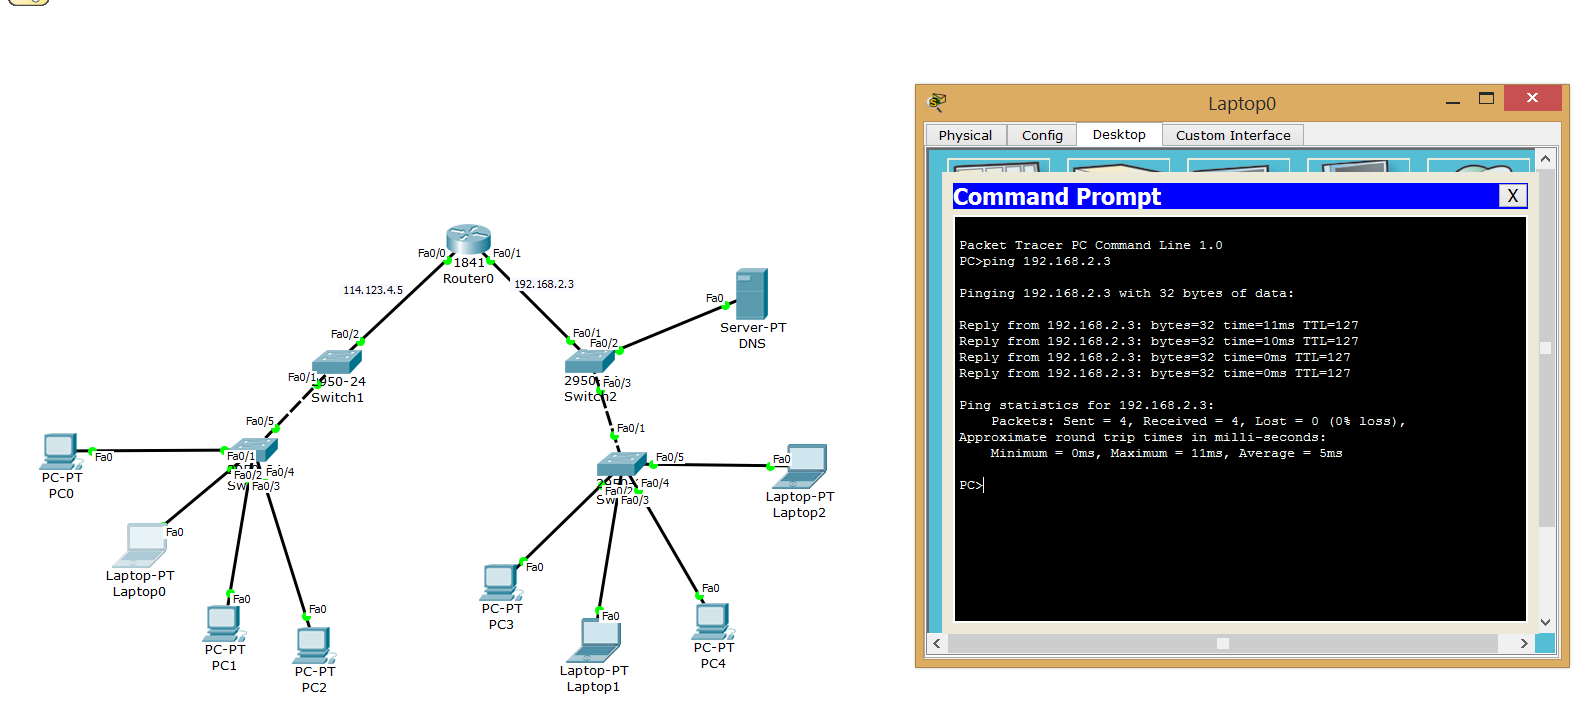 Fa0/0
Fa0/1
1841
Router0
114.123.4.5
192.168.2.3
Fa0
Server-PT
DNS
Fa0/2
Fa0/1
950-24
Switch1
Fa0/1
Fa0/2
2950
Switch2
Fa0/3
Fa0/5
Fa0/1
PC-PT
PC0
Fa0
Fa0/1
Fa0/2
Fa0/4
Fa0/3
Sw
Fa0
Laptop-PT
Laptop0
Fa0
PC-PT
PC1
Fa0
PC-PT
PC2
Fa0/5
Fa0/4
Fa0/2
Fa0/3
Sw
Fa0
Laptop-PT
Laptop2
Fa0
PC-PT
PC3
Fa0
Laptop-PT
Laptop1
Fa0
PC-PT
PC4
Laptop0
Physical Config Desktop Custom Interface
Command Prompt X
Packet Tracer PC Command Line 1.0
PC>ping 192.168.2.3
Pinging 192.168.2.3 with 32 bytes of data:
Reply from 192.168.2.3: bytes=32 time=11ms TTL=127
Reply from 192.168.2.3: bytes=32 time=10ms TTL=127
Reply from 192.168.2.3: bytes=32 time=0ms TTL=127
Reply from 192.168.2.3: bytes=32 time=0ms TTL=127
Ping statistics for 192.168.2.3:
Packets: Sent = 4, Received = 4, Lost = 0 (0% loss),
Approximate round trip times in milli-seconds:
Minimum = 0ms, Maximum = 11ms, Average = 5ms
PC>